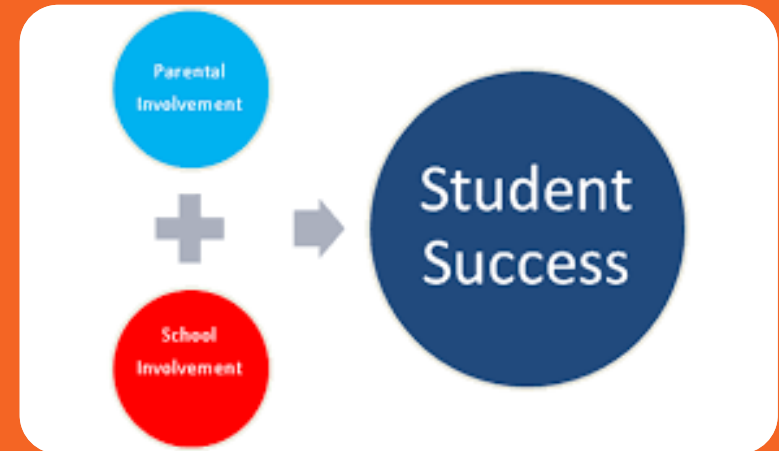 Parental
Involvement
School
Involvement
Student
Success